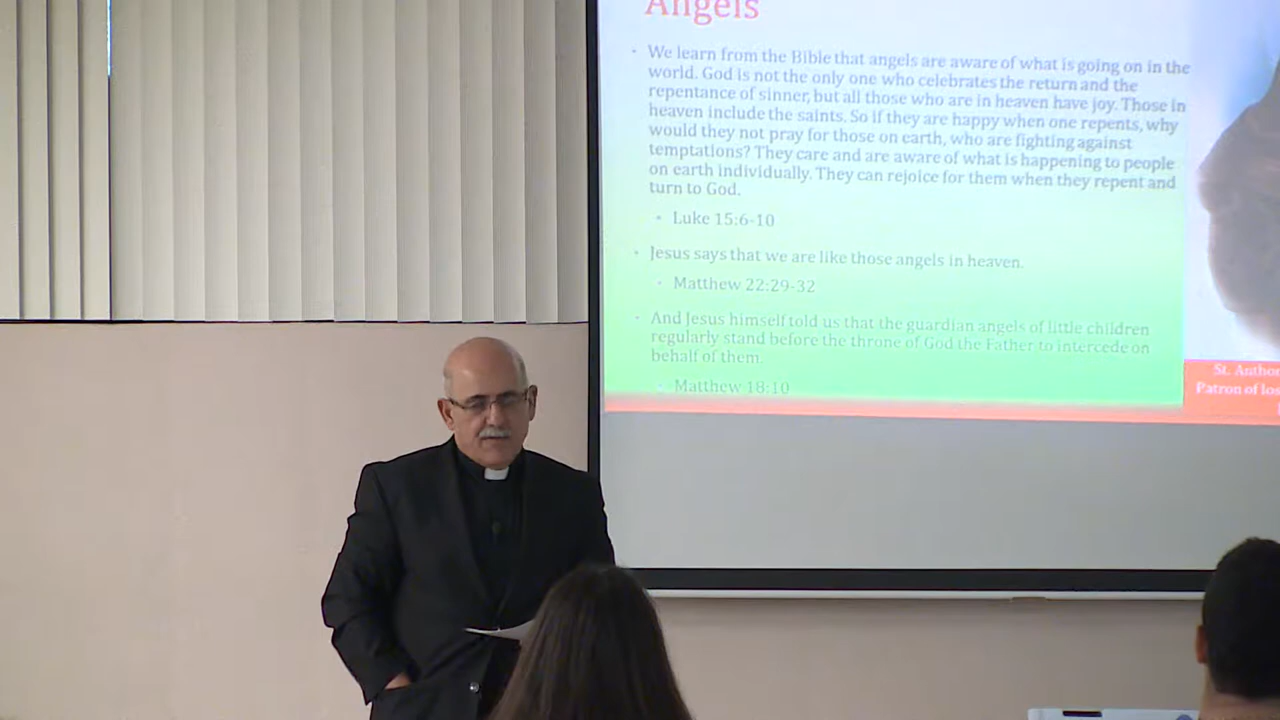 Angels
We learn from the Bible that angels are aware of what is going on in the
world. God is not the only one who celebrates the return and the
repentance of sinner, but all those who are in heaven have joy. Those in
heaven include the saints. So if they are happy when one repents, why
would they not pray for those on earth, who are fighting against
temptations? They care and are aware of what is happening to people
on earth individually. They can rejoice for them when they repent and
turn to God.
Luke 15:6-10
Jesus says that we are like those angels in heaven.
Matthew 22:29-32
And Jesus himself told us that the guardian angels of little children
regularly stand before the throne of God the Father to intercede on
behalf of them.
Matthew 18:10
St. Anthon
Patron of los